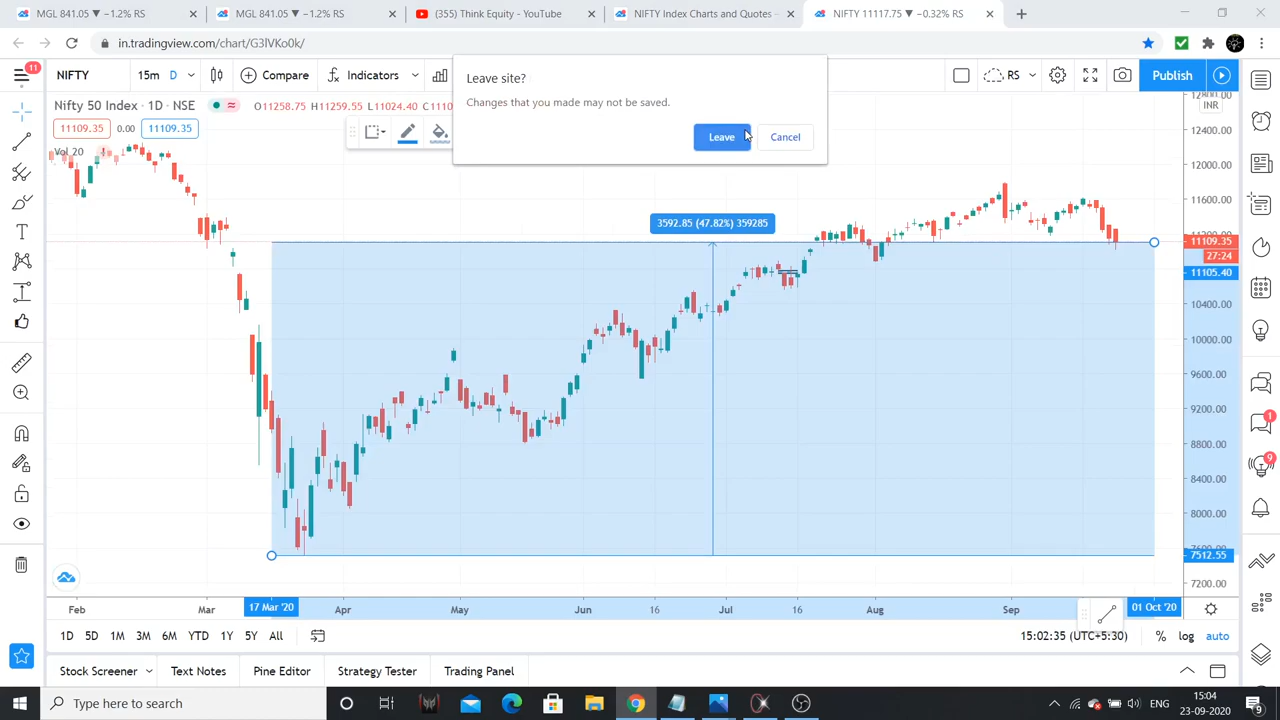 MGL 841.05 ▼ −1.2% RS
MGL 841.05 ▼ −1.2% RS
(355) Think Equity - YouTube
NIFTY Index Charts and Quotes –
NIFTY 11117.75 ▼ −0.32% RS
in.tradingview.com/chart/G3lVKo0k/
Leave site?
Changes that you made may not be saved.
Leave
Cancel
11
NIFTY
15m
D
Compare
Indicators
RS
Publish
Nifty 50 Index · 1D · NSE
O11258.75 H11259.55 L11024.40
11109.35
0.00
11109.35
Vol 20
INR
12400.00
12000.00
11600.00
11109.35
27:24
11105.40
10400.00
10000.00
9600.00
9200.00
8800.00
8400.00
8000.00
7512.55
7200.00
3592.85 (47.82%) 359285
1
9
Feb
Mar
17 Mar '20
Apr
May
Jun
16
Jul
16
Aug
Sep
01 Oct '20
1D
5D
1M
3M
6M
YTD
1Y
5Y
All
15:02:35 (UTC+5:30)
%
log
auto
Stock Screener
Text Notes
Pine Editor
Strategy Tester
Trading Panel
Type here to search
ENG
15:04
23-09-2020
9